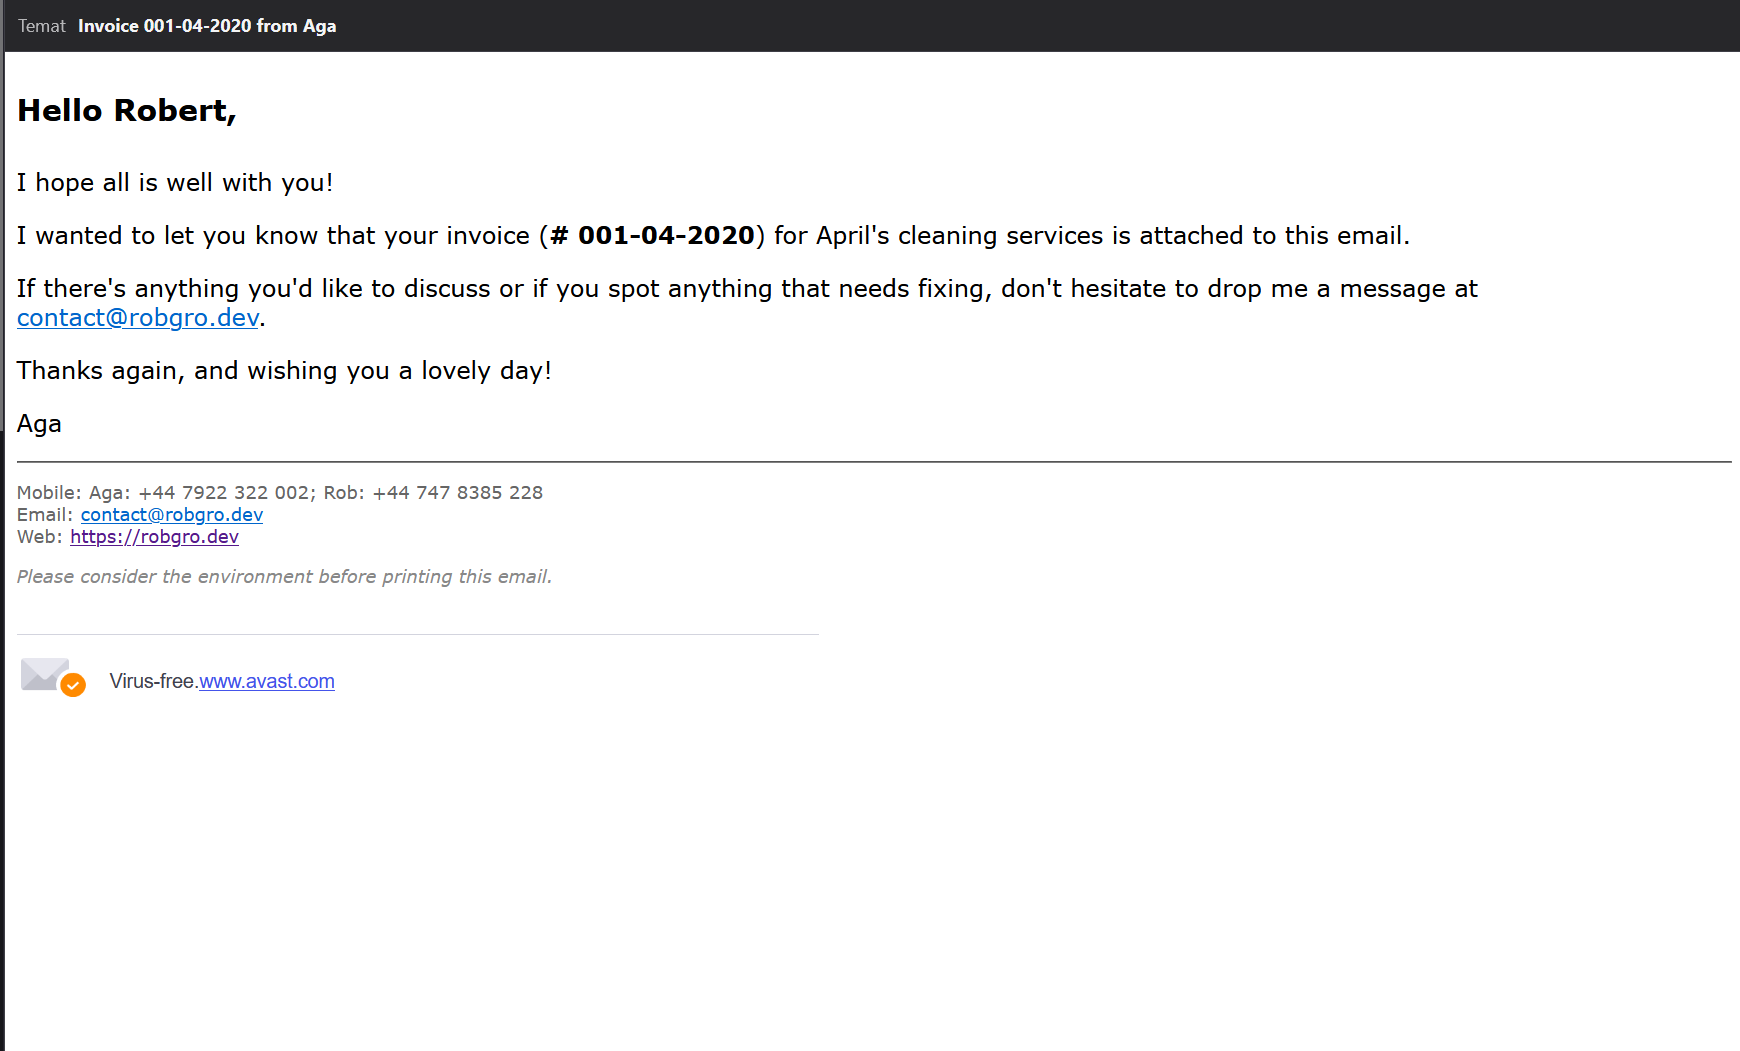 Temat Invoice 001-04-2020 from Aga
Hello Robert,
I hope all is well with you!
I wanted to let you know that your invoice (# 001-04-2020) for April's cleaning services is attached to this email.
If there's anything you'd like to discuss or if you spot anything that needs fixing, don't hesitate to drop me a message at
contact@robgro.dev.
Thanks again, and wishing you a lovely day!
Aga
Mobile: Aga: +44 7922 322 002; Rob: +44 747 8385 228
Email: contact@robgro.dev
Web: https://robgro.dev
Please consider the environment before printing this email.
Virus-free.www.avast.com